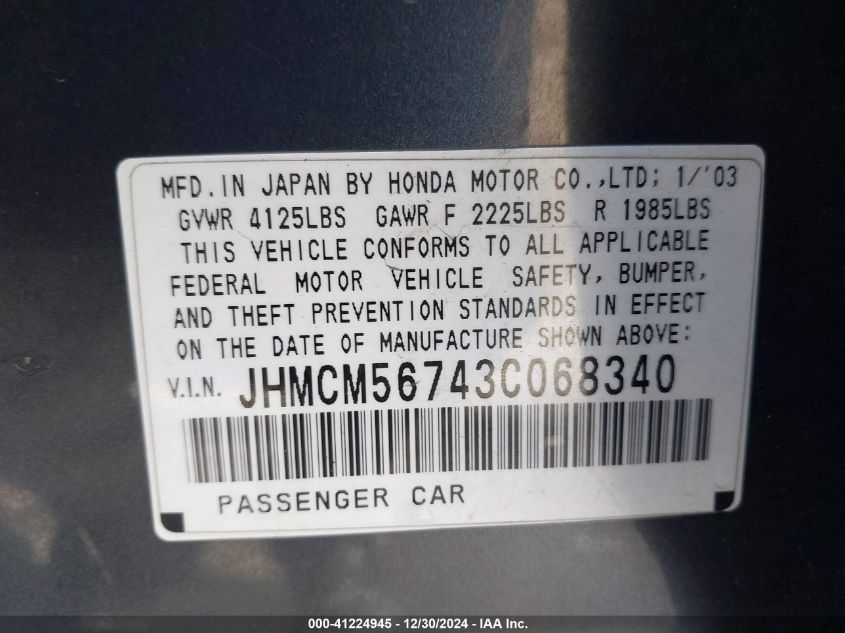 MFD. IN JAPAN BY HONDA MOTOR CO.,LTD; 1/'03
GVWR 4125LBS GAWR F 2225LBS R 1985LBS
THIS VEHICLE CONFORMS TO ALL APPLICABLE
FEDERAL MOTOR VEHICLE SAFETY, BUMPER,
AND THEFT PREVENTION STANDARDS IN EFFECT
ON THE DATE OF MANUFACTURE SHOWN ABOVE:
V.I.N. JHMCM56743C068340
PASSENGER CAR
000-41224945 - 12/30/2024 - IAA Inc.